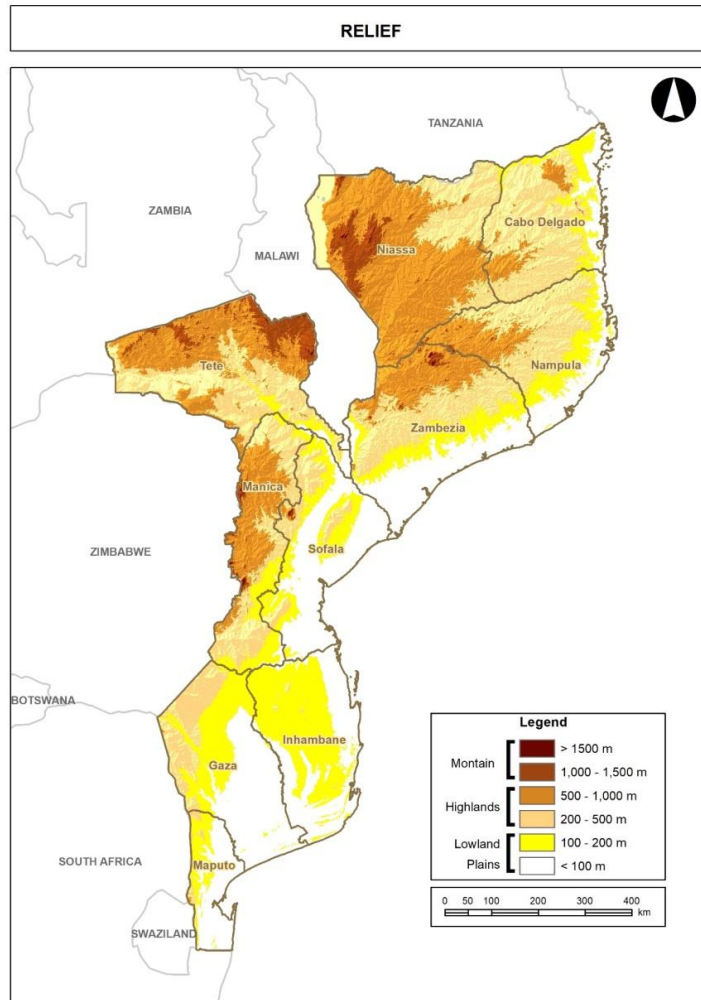 RELIEF
TANZANIA
ZAMBIA
Cabo Delgado
MALAWI
Niassa
Tete
Nampula
Zambezia
Manica
Sofala
ZIMBABWE
BOTSWANA
Inhambane
Gaza
SOUTH AFRICA
Maputo
SWAZILAND
Legend
Montain
> 1500 m
1,000 - 1,500 m
Highlands
500 - 1,000 m
200 - 500 m
Lowland
Plains
100 - 200 m
< 100 m
0 50 100 200 300 400
km